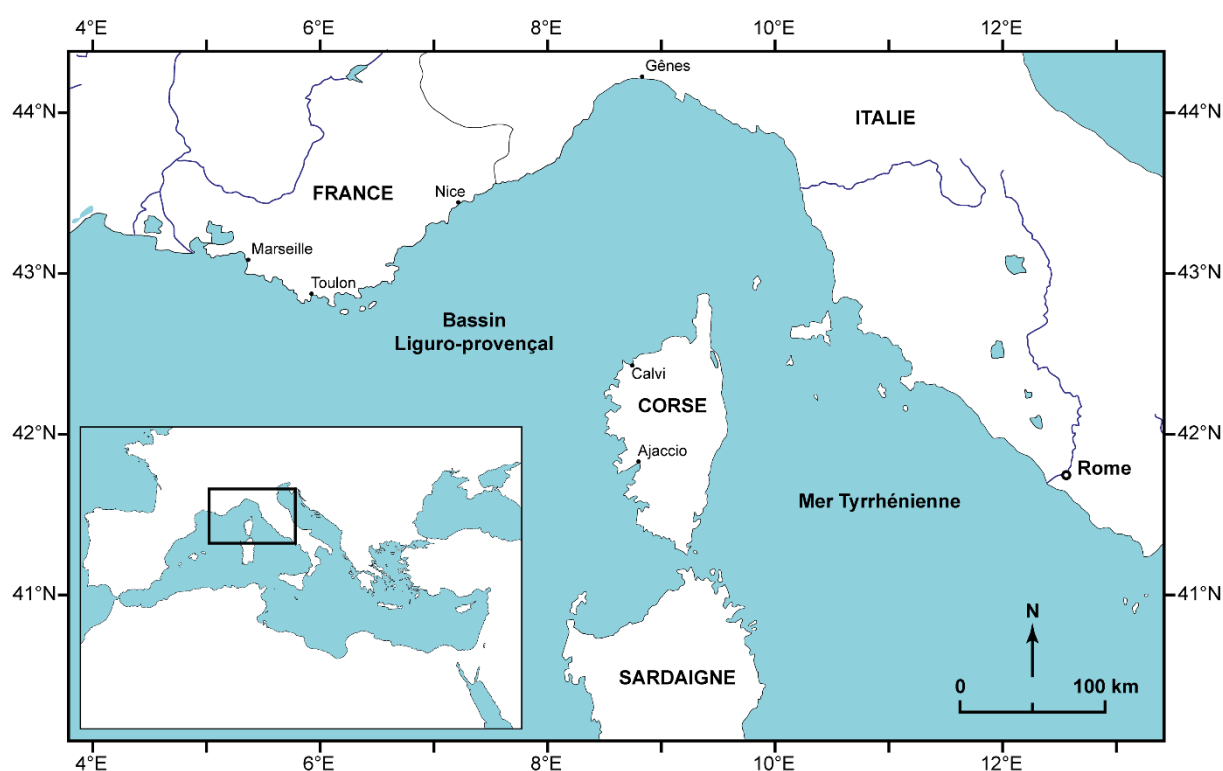 4°E 6°E 8°E 10°E 12°E
44°N
44°N
43°N
43°N
42°N
42°N
41°N
41°N
Gênes
ITALIE
FRANCE
Nice
Marseille
Toulon
Bassin
Liguro-provençal
Calvi
CORSE
Ajaccio
Rome
Mer Tyrrhénienne
SARDAIGNE
N
0 100 km
4°E 6°E 8°E 10°E 12°E